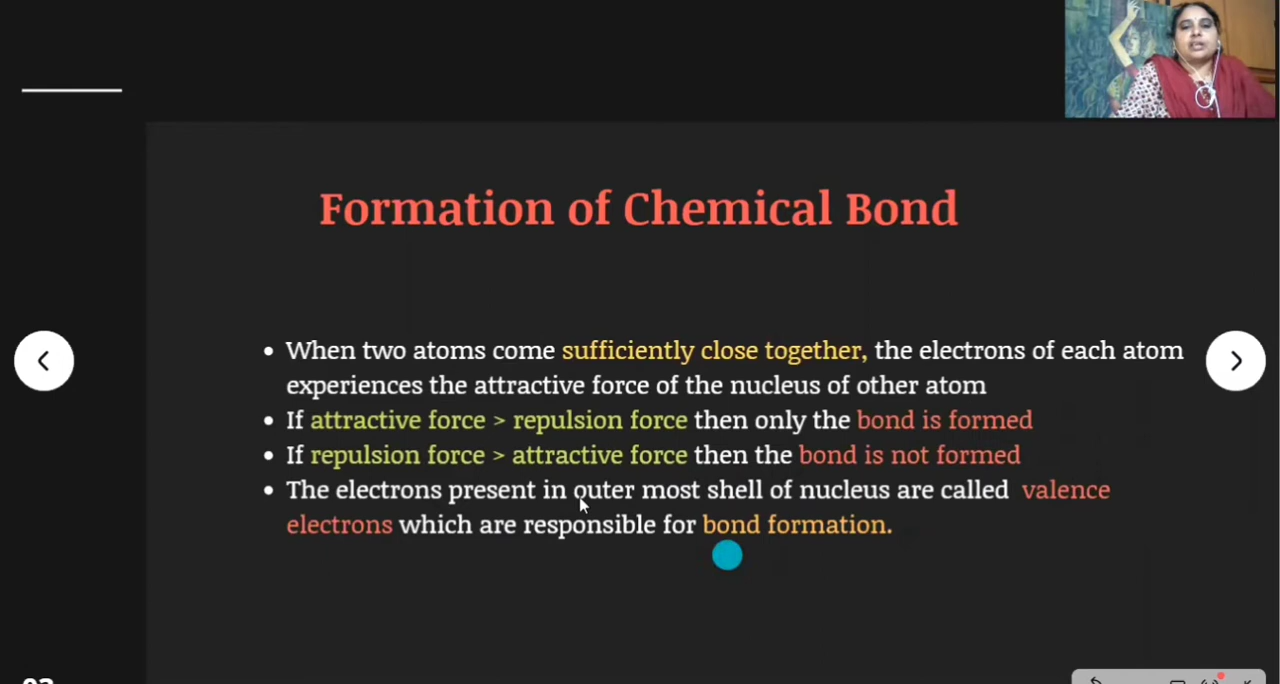 Formation of Chemical Bond
• When two atoms come sufficiently close together, the electrons of each atom
experiences the attractive force of the nucleus of other atom
• If attractive force > repulsion force then only the bond is formed
• If repulsion force > attractive force then the bond is not formed
• The electrons present in outer most shell of nucleus are called valence
electrons which are responsible for bond formation.